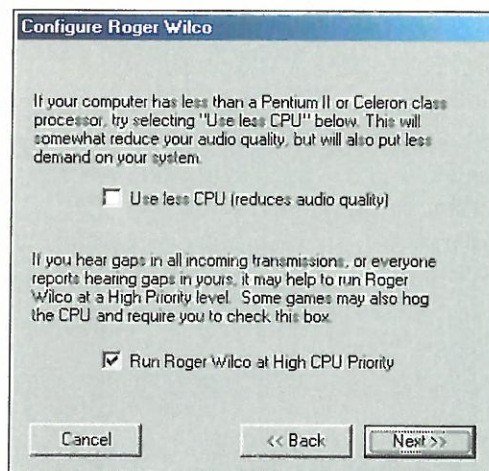 Configure Roger Wilco
If your computer has less than a Pentium II or Celeron class
processor, try selecting "Use less CPU" below. This will
somewhat reduce your audio quality, but will also put less
demand on your system.
Use less CPU (reduces audio quality)
If you hear gaps in all incoming transmissions, or everyone
reports hearing gaps in yours, it may help to run Roger
Wilco at a High Priority level. Some games may also hog
the CPU and require you to check this box.
Run Roger Wilco at High CPU Priority
Cancel
<< Back
Next >>